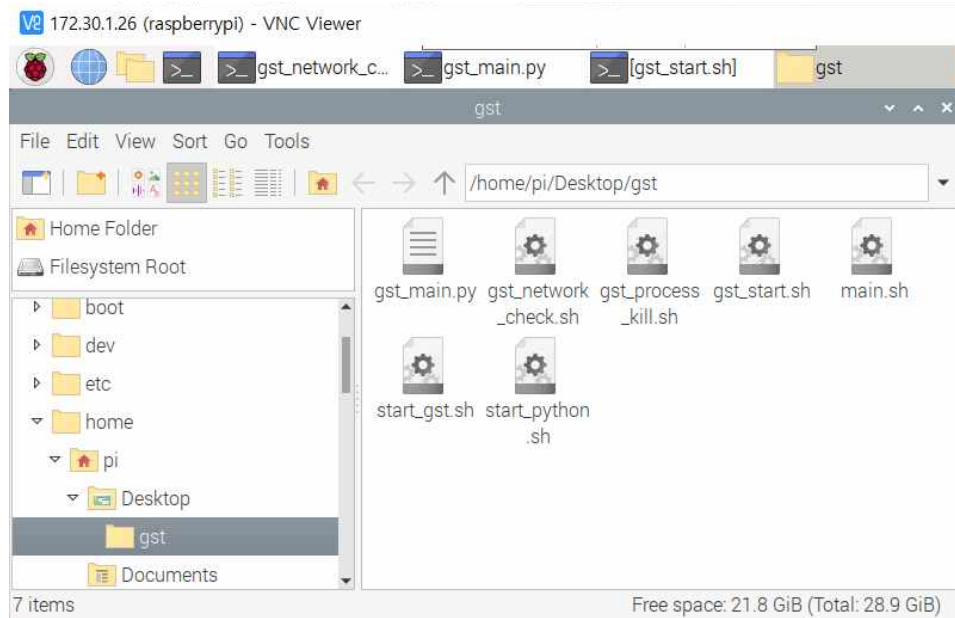 V2 172.30.1.26 (raspberrypi) - VNC Viewer
>_ >_ gst_network_c... >_ gst_main.py >_ [gst_start.sh] gst
gst
File Edit View Sort Go Tools
/home/pi/Desktop/gst
Home Folder
Filesystem Root
boot
dev
etc
home
pi
Desktop
gst
Documents
gst_main.py gst_network gst_process gst_start.sh main.sh
_check.sh _kill.sh
start_gst.sh start_python
.sh
7 items Free space: 21.8 GiB (Total: 28.9 GiB)